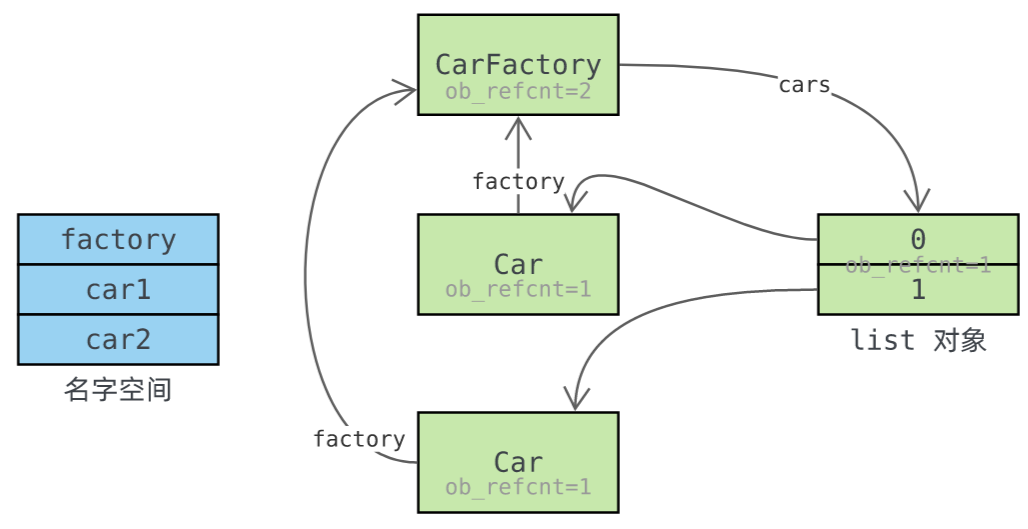 CarFactory
ob_refcnt=2
cars
factory
factory
car1
car2
名字空间
Car
ob_refcnt=1
0
ob_refcnt=1
1
list 对象
factory
Car
ob_refcnt=1